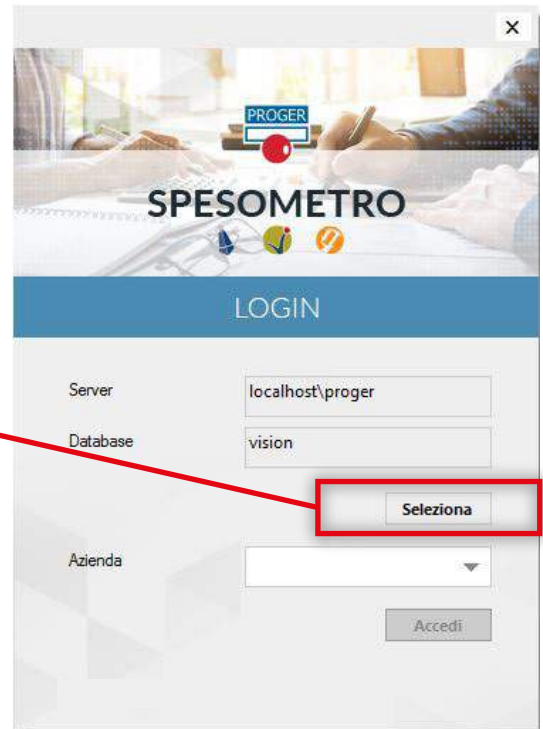 PROGER
SPESOMETRO
LOGIN
Server localhost\proger
Database vision
Seleziona
Azienda
Accedi